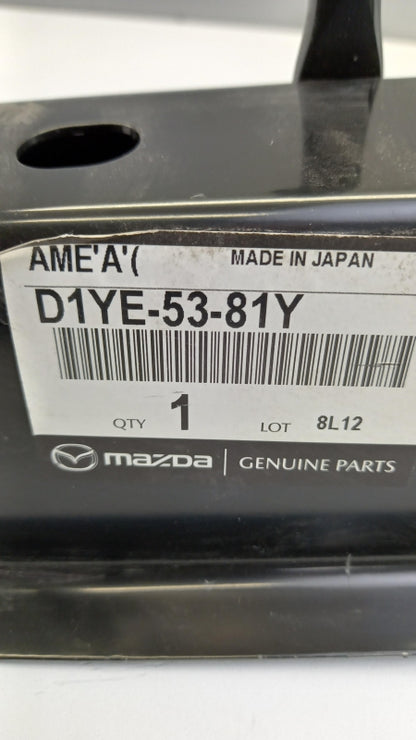 AME'A'( MADE IN JAPAN
D1YE-53-81Y
QTY 1 LOT 8L12
mazda | GENUINE PARTS